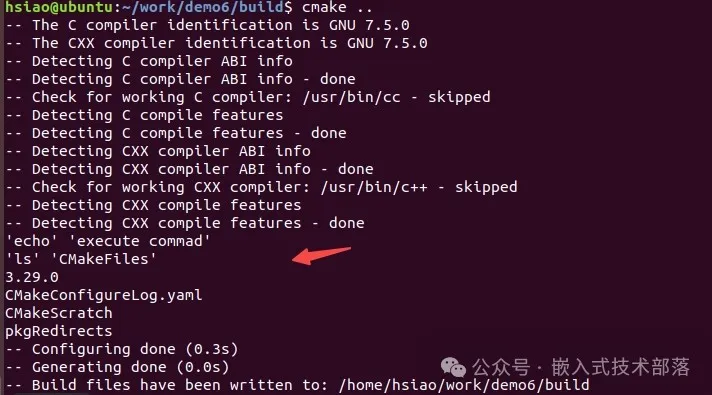 hsiao@ubuntu:~/work/demo6/build$ cmake ..
-- The C compiler identification is GNU 7.5.0
-- The CXX compiler identification is GNU 7.5.0
-- Detecting C compiler ABI info
-- Detecting C compiler ABI info - done
-- Check for working C compiler: /usr/bin/cc - skipped
-- Detecting C compile features
-- Detecting C compile features - done
-- Detecting CXX compiler ABI info
-- Detecting CXX compiler ABI info - done
-- Check for working CXX compiler: /usr/bin/c++ - skipped
-- Detecting CXX compile features
-- Detecting CXX compile features - done
'echo' 'execute commad'
'ls' 'CMakeFiles'
3.29.0
CMakeConfigureLog.yaml
CMakeScratch
pkgRedirects
-- Configuring done (0.3s)
-- Generating done (0.0s)
-- Build files have been written to: /home/hsiao/work/demo6/build
公众号 · 嵌入式技术部落